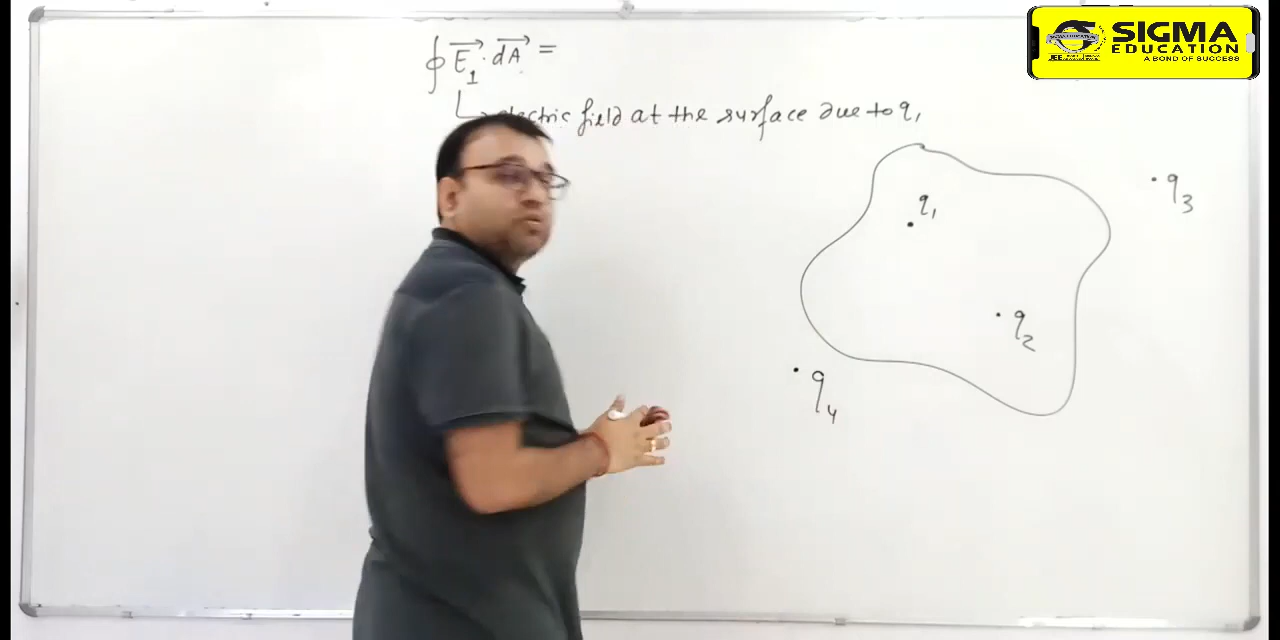 ∮ E₁ · dA =
electric field at the surface due to q₁
q₁
q₂
q₃
q₄
SIGMA
EDUCATION
A BOND OF SUCCESS